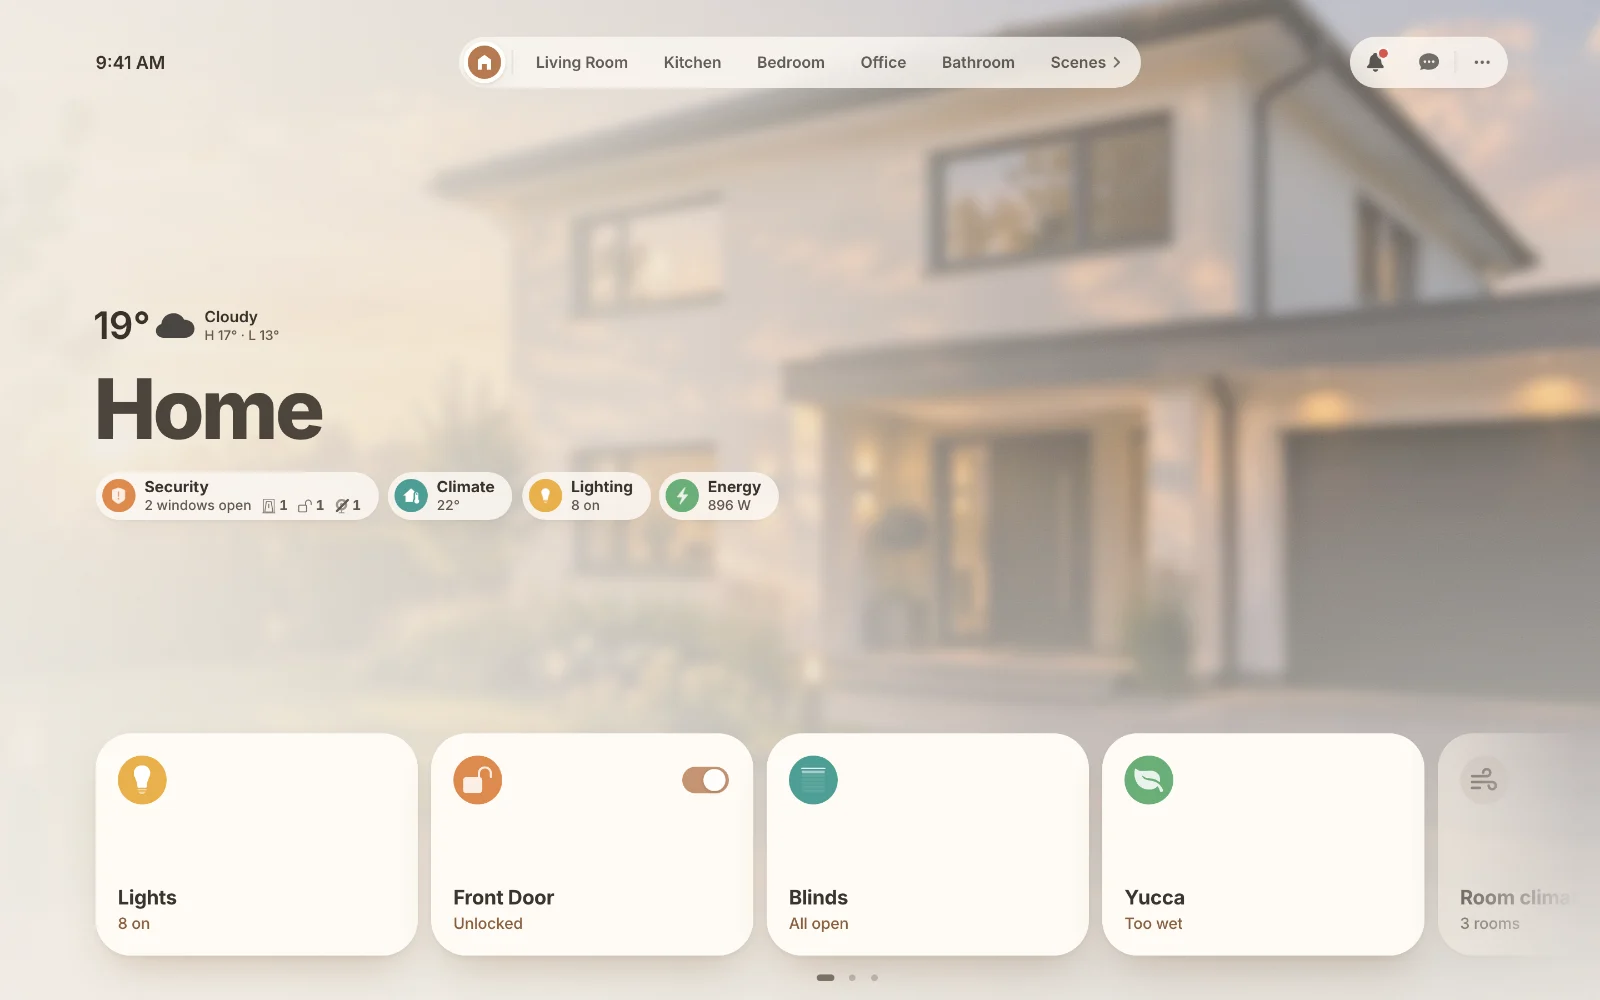 9:41 AM
Living Room Kitchen Bedroom Office Bathroom Scenes
19° Cloudy
H 17° · L 13°
Home
Security
2 windows open 1 1 1
Climate
22°
Lighting
8 on
Energy
896 W
Lights
8 on
Front Door
Unlocked
Blinds
All open
Yucca
Too wet
Room clima
3 rooms